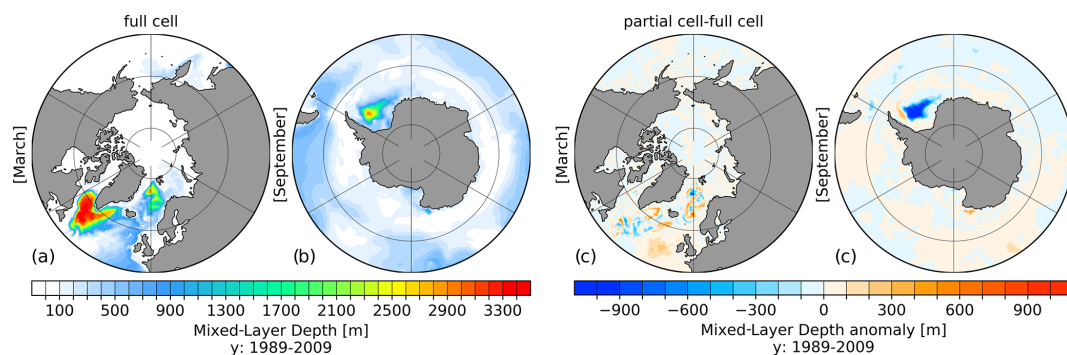 full cell
partial cell-full cell
[March]
[September]
[March]
[September]
(a)
(b)
(c)
(c)
100 500 900 1300 1700 2100 2500 2900 3300
Mixed-Layer Depth [m]
y: 1989-2009
−900 −600 −300 0 300 600 900
Mixed-Layer Depth anomaly [m]
y: 1989-2009